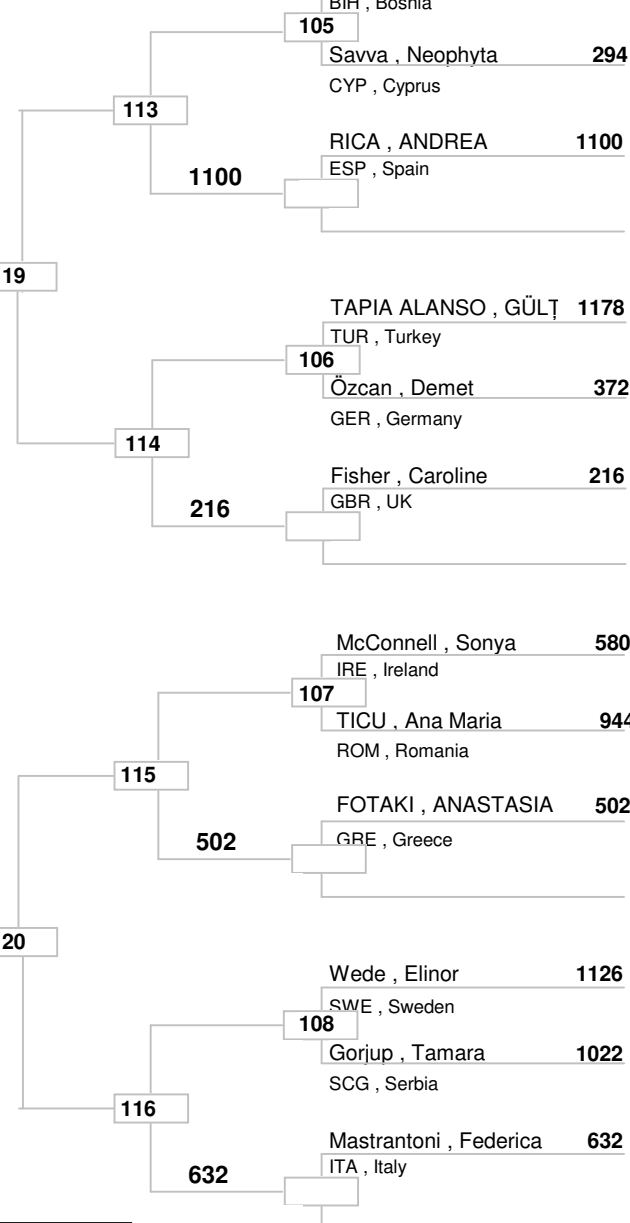 BIH , Bosnia
105
Savva , Neophyta 294
CYP , Cyprus
113
RICA , ANDREA 1100
ESP , Spain
1100
19
TAPIA ALANSO , GÜLŢ 1178
TUR , Turkey
106
Özcan , Demet 372
GER , Germany
114
Fisher , Caroline 216
GBR , UK
216
McConnell , Sonya 580
IRE , Ireland
107
TICU , Ana Maria 944
ROM , Romania
115
FOTAKI , ANASTASIA 502
GRE , Greece
502
20
Wede , Elinor 1126
SWE , Sweden
108
Gorjup , Tamara 1022
SCG , Serbia
116
Mastrantoni , Federica 632
ITA , Italy
632